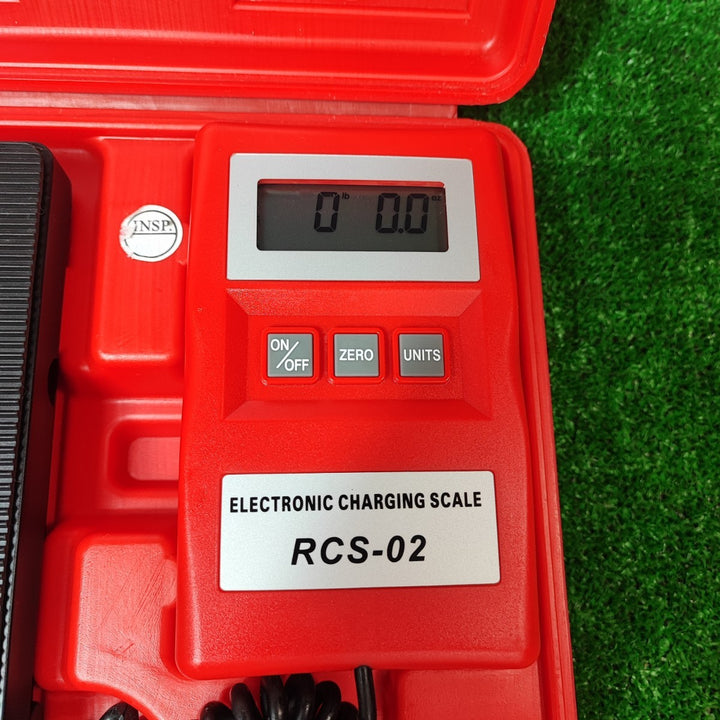 0 lb 0.0 oz
INSP.
ON/OFF
ZERO
UNITS
ELECTRONIC CHARGING SCALE
RCS-02